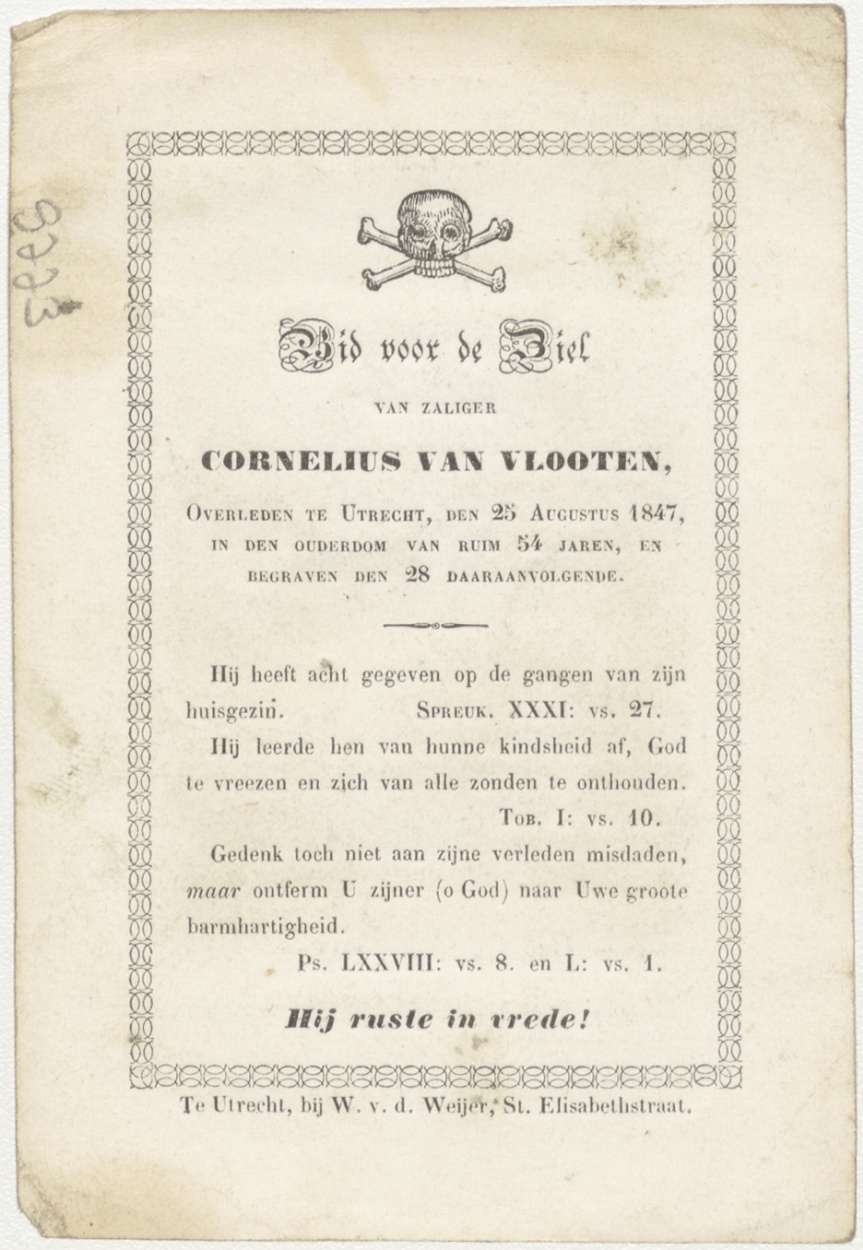 Bid voor de Ziel
VAN ZALIGER
CORNELIUS VAN VLOOTEN,
OVERLEDEN TE UTRECHT, DEN 25 AUGUSTUS 1847,
IN DEN OUDERDOM VAN RUIM 54 JAREN, EN
BEGRAVEN DEN 28 DAARAANVOLGENDE.
Hij heeft acht gegeven op de gangen van zijn
huisgezin. SPREUK. XXXI: vs. 27.
Hij leerde hen van hunne kindsheid af, God
te vreezen en zich van alle zonden te onthouden.
TOB. I: vs. 10.
Gedenk toch niet aan zijne verleden misdaden,
maar ontferm U zijner (o God) naar Uwe groote
barmhartigheid.
Ps. LXXVIII: vs. 8. en L: vs. 1.
Hij ruste in vrede!
Te Utrecht, bij W. v. d. Weijer, St. Elisabethstraat.